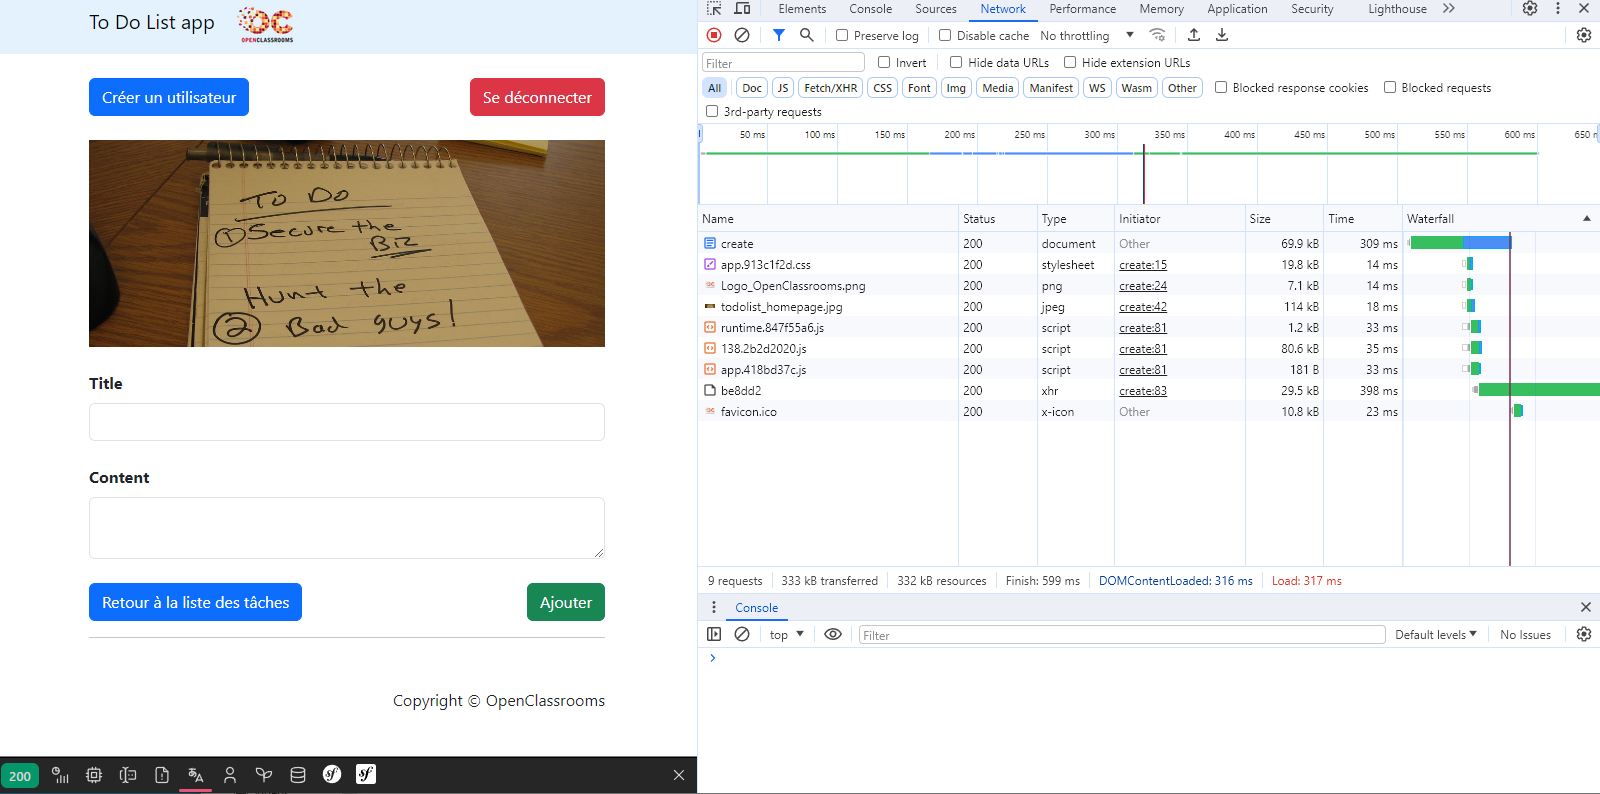 To Do List app
OPENCLASSROOMS
Créer un utilisateur
Se déconnecter
To Do
1 Secure the
Biz
Hunt the
2 Bad guys!
Title
Content
Retour à la liste des tâches
Ajouter
Copyright © OpenClassrooms
200
Elements Console Sources Network Performance Memory Application Security Lighthouse
Preserve log Disable cache No throttling
Filter Invert Hide data URLs Hide extension URLs
All Doc JS Fetch/XHR CSS Font Img Media Manifest WS Wasm Other Blocked response cookies Blocked requests
3rd-party requests
50 ms 100 ms 150 ms 200 ms 250 ms 300 ms 350 ms 400 ms 450 ms 500 ms 550 ms 600 ms 650 m
Name Status Type Initiator Size Time Waterfall
create 200 document Other 69.9 kB 309 ms
app.913c1f2d.css 200 stylesheet create:15 19.8 kB 14 ms
Logo_OpenClassrooms.png 200 png create:24 7.1 kB 14 ms
todolist_homepage.jpg 200 jpeg create:42 114 kB 18 ms
runtime.847f55a6.js 200 script create:81 1.2 kB 33 ms
138.2b2d2020.js 200 script create:81 80.6 kB 35 ms
app.418bd37c.js 200 script create:81 181 B 33 ms
be8dd2 200 xhr create:83 29.5 kB 398 ms
favicon.ico 200 x-icon Other 10.8 kB 23 ms
9 requests 333 kB transferred 332 kB resources Finish: 599 ms DOMContentLoaded: 316 ms Load: 317 ms
Console
top Filter Default levels No Issues